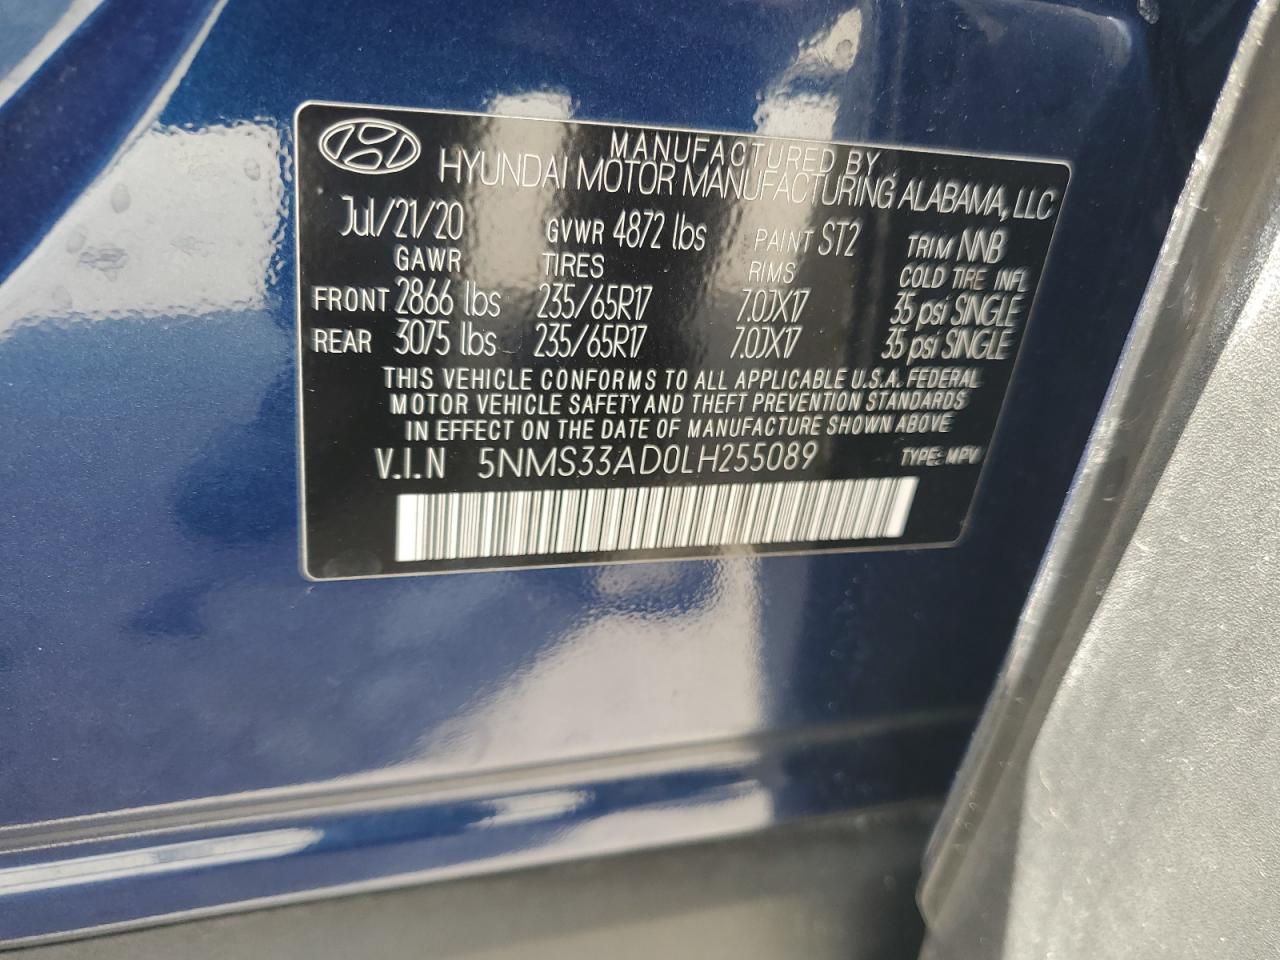 MANUFACTURED BY
HYUNDAI MOTOR MANUFACTURING ALABAMA, LLC
Jul/21/20 GVWR 4872 lbs PAINT ST2 TRIM NNB
GAWR TIRES RIMS COLD TIRE INFL
FRONT 2866 lbs 235/65R17 7.0JX17 35 psi SINGLE
REAR 3075 lbs 235/65R17 7.0JX17 35 psi SINGLE
THIS VEHICLE CONFORMS TO ALL APPLICABLE U.S.A. FEDERAL
MOTOR VEHICLE SAFETY AND THEFT PREVENTION STANDARDS
IN EFFECT ON THE DATE OF MANUFACTURE SHOWN ABOVE
V.I.N 5NMS33AD0LH255089 TYPE: MPV